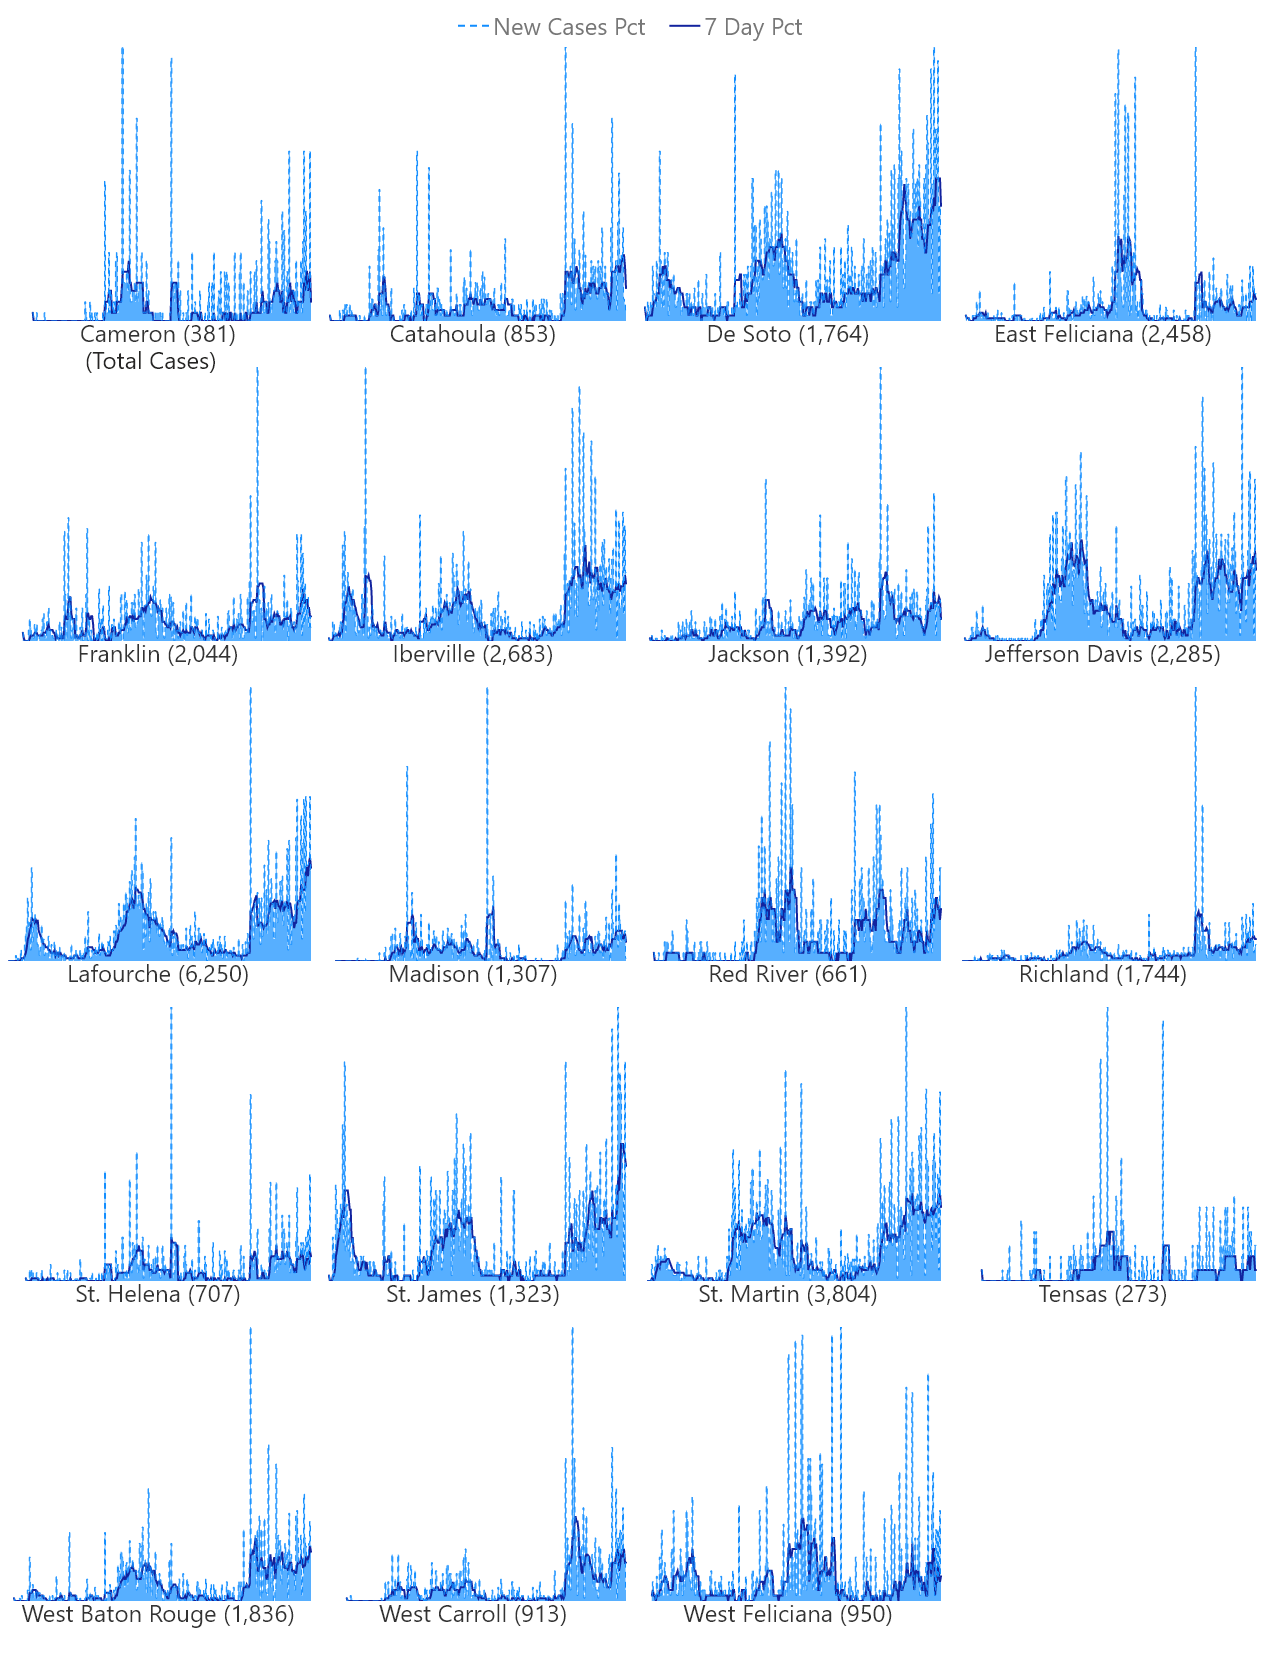 New Cases Pct 7 Day Pct
Cameron (381) Catahoula (853) De Soto (1,764) East Feliciana (2,458)
(Total Cases)
Franklin (2,044) Iberville (2,683) Jackson (1,392) Jefferson Davis (2,285)
Lafourche (6,250) Madison (1,307) Red River (661) Richland (1,744)
St. Helena (707) St. James (1,323) St. Martin (3,804) Tensas (273)
West Baton Rouge (1,836) West Carroll (913) West Feliciana (950)